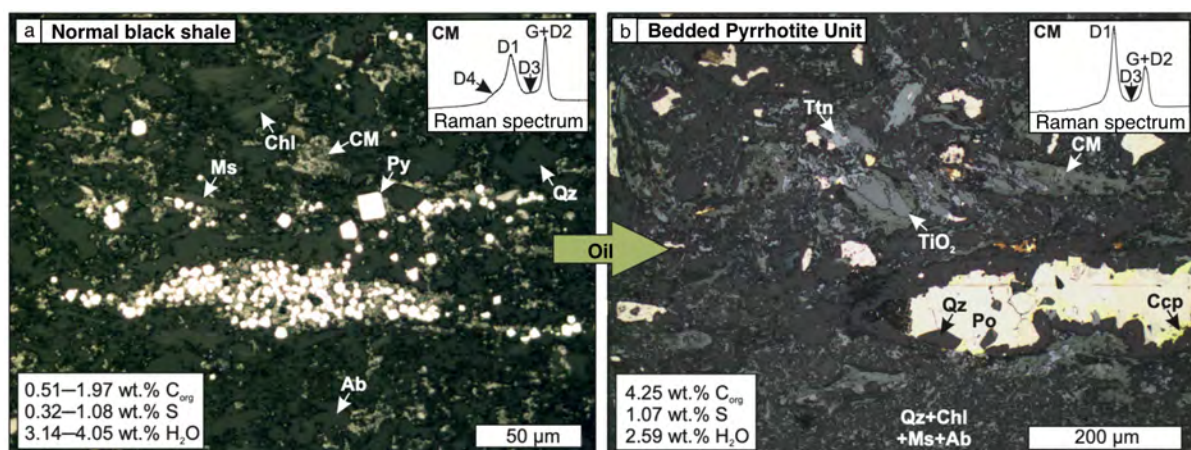 a Normal black shale
CM
D1
G+D2
D4
D3
Raman spectrum
Chl
CM
Ms
Py
Qz
Ab
0.51–1.97 wt.% Corg
0.32–1.08 wt.% S
3.14–4.05 wt.% H2O
50 µm
Oil
b Bedded Pyrrhotite Unit
CM
D1
G+D2
D3
Raman spectrum
Ttn
CM
TiO2
Qz
Po
Ccp
4.25 wt.% Corg
1.07 wt.% S
2.59 wt.% H2O
Qz+Chl
+Ms+Ab
200 µm